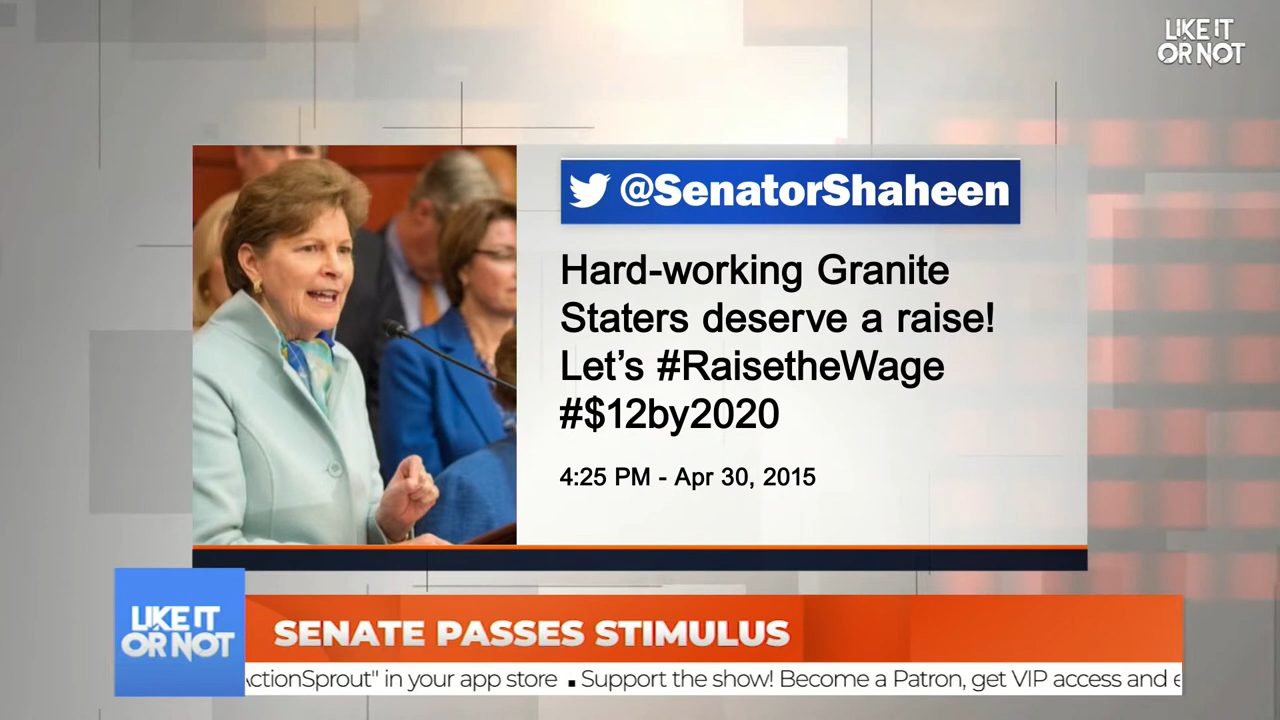 LIKE IT
OR NOT
@SenatorShaheen
Hard-working Granite
Staters deserve a raise!
Let’s #RaisetheWage
#$12by2020
4:25 PM - Apr 30, 2015
LIKE IT
OR NOT
SENATE PASSES STIMULUS
ActionSprout" in your app store ▪ Support the show! Become a Patron, get VIP access and e